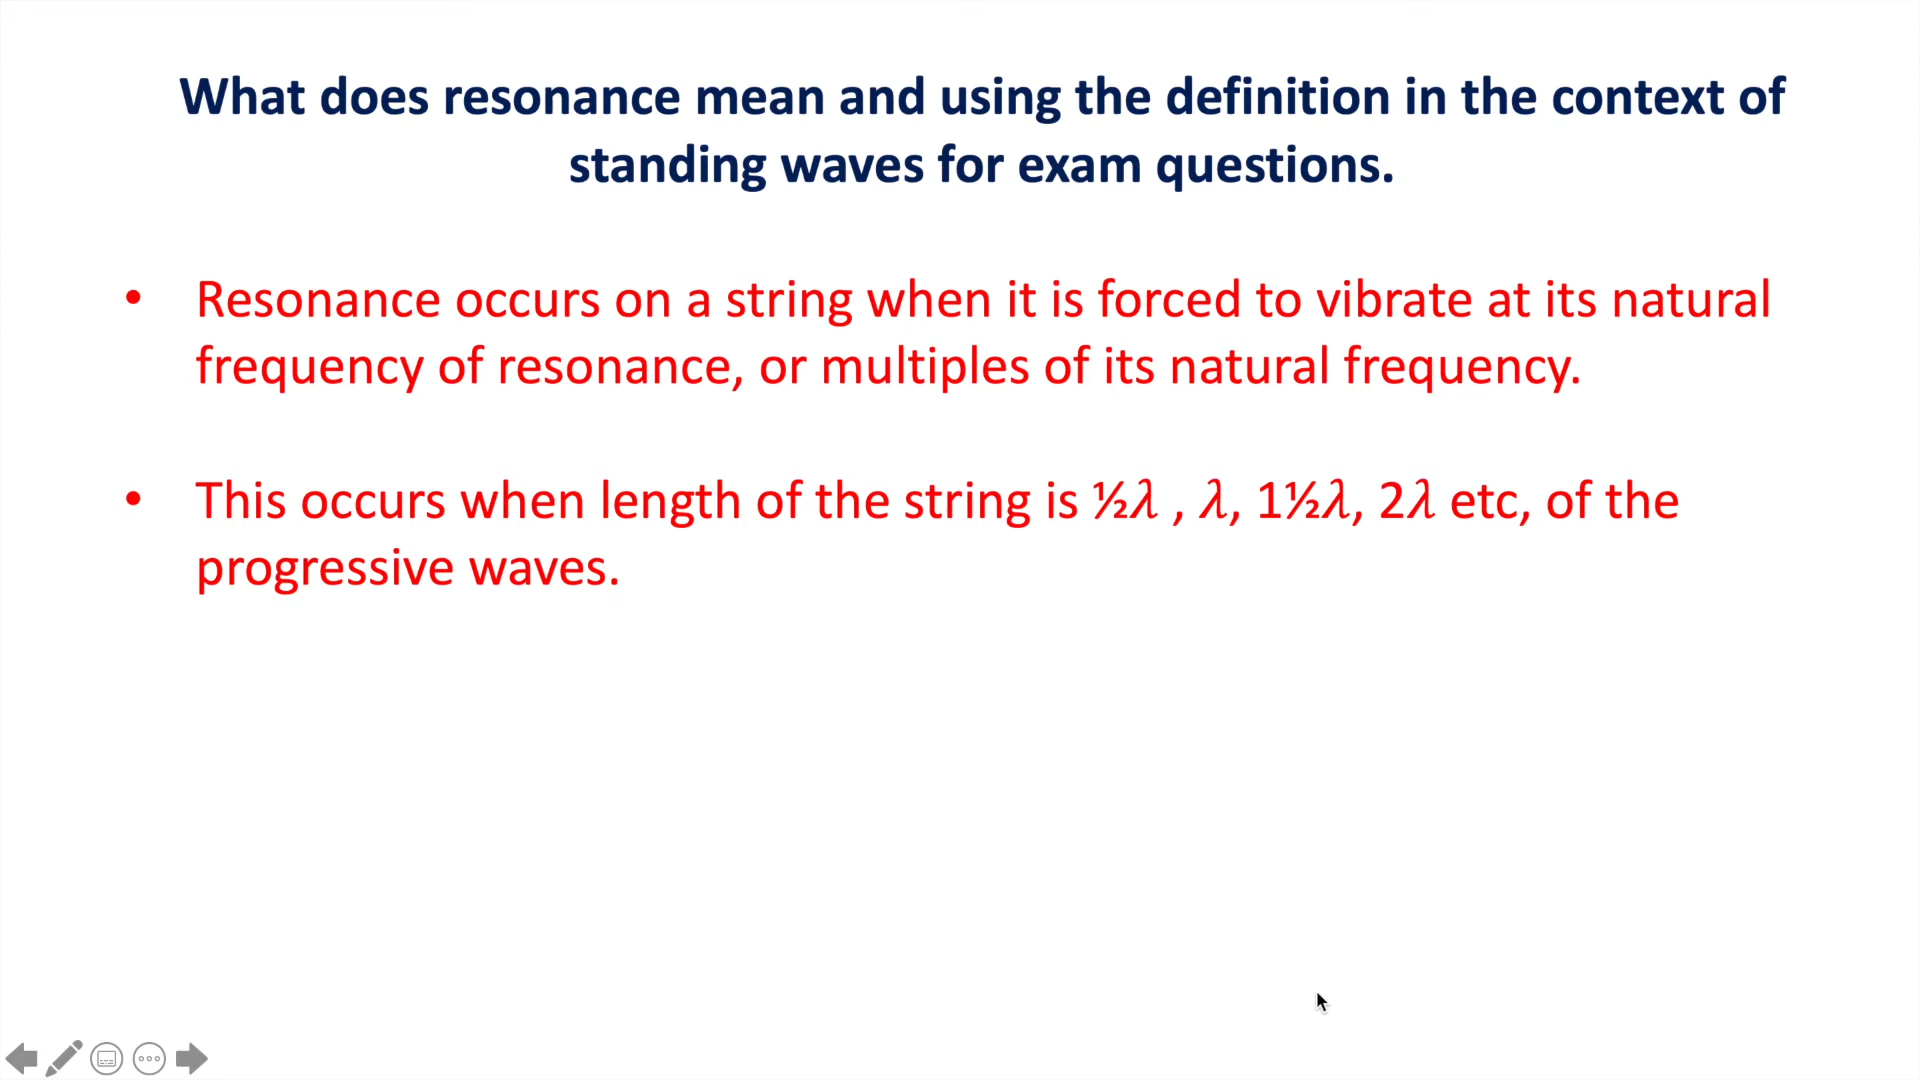 What does resonance mean and using the definition in the context of
standing waves for exam questions.
• Resonance occurs on a string when it is forced to vibrate at its natural
frequency of resonance, or multiples of its natural frequency.
• This occurs when length of the string is ½𝜆 , 𝜆, 1½𝜆, 2𝜆 etc, of the
progressive waves.